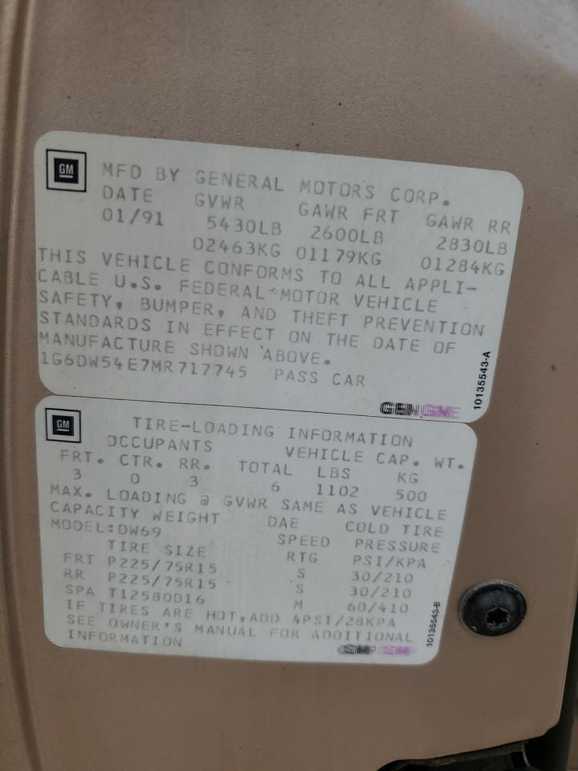 GM
MFD BY GENERAL MOTORS CORP.
DATE GVWR GAWR FRT GAWR RR
01/91 5430LB 2600LB 2830LB
02463KG 01179KG 01284KG
THIS VEHICLE CONFORMS TO ALL APPLI-
CABLE U.S. FEDERAL MOTOR VEHICLE
SAFETY, BUMPER, AND THEFT PREVENTION
STANDARDS IN EFFECT ON THE DATE OF
MANUFACTURE SHOWN ABOVE.
1G6DW54E7MR717745 PASS CAR
10135543-A
GM
TIRE-LOADING INFORMATION
OCCUPANTS VEHICLE CAP. WT.
FRT. CTR. RR. TOTAL LBS KG
3 0 3 6 1102 500
MAX. LOADING @ GVWR SAME AS VEHICLE
CAPACITY WEIGHT DAE COLD TIRE
MODEL:DW69 SPEED PRESSURE
TIRE SIZE RTG PSI/KPA
FRT P225/75R15 S 30/210
RR P225/75R15 S 30/210
SPA T12580D16 M 60/410
IF TIRES ARE HOT,ADD 4PSI/28KPA
SEE OWNER'S MANUAL FOR ADDITIONAL
INFORMATION
10135543-B